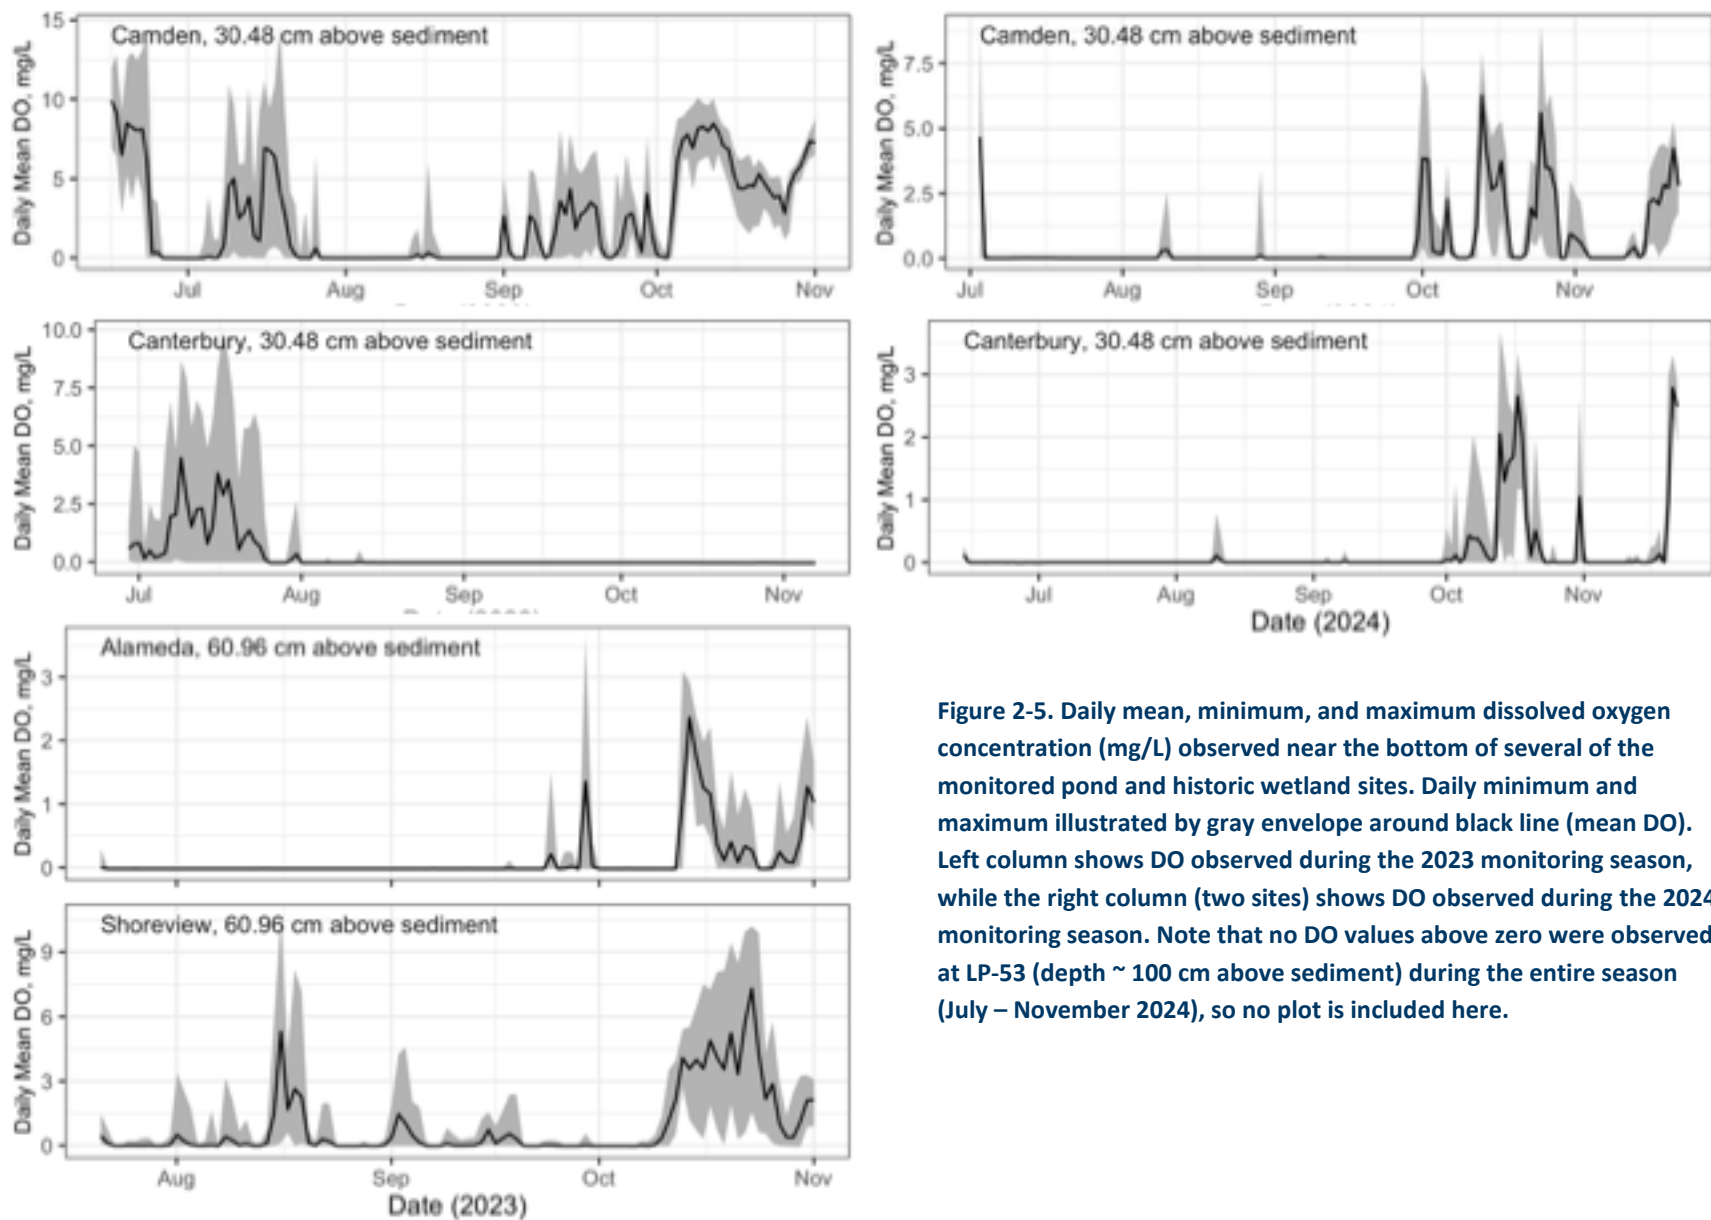 Camden, 30.48 cm above sediment
Daily Mean DO, mg/L
15
10
5
0
Jul Aug Sep Oct Nov
Camden, 30.48 cm above sediment
Daily Mean DO, mg/L
7.5
5.0
2.5
0.0
Jul Aug Sep Oct Nov
Canterbury, 30.48 cm above sediment
Daily Mean DO, mg/L
10.0
7.5
5.0
2.5
0.0
Jul Aug Sep Oct Nov
Canterbury, 30.48 cm above sediment
Daily Mean DO, mg/L
3
2
1
0
Jul Aug Sep Oct Nov
Date (2024)
Alameda, 60.96 cm above sediment
Daily Mean DO, mg/L
3
2
1
0
Shoreview, 60.96 cm above sediment
Daily Mean DO, mg/L
9
6
3
0
Aug Sep Oct Nov
Date (2023)
Figure 2-5. Daily mean, minimum, and maximum dissolved oxygen
concentration (mg/L) observed near the bottom of several of the
monitored pond and historic wetland sites. Daily minimum and
maximum illustrated by gray envelope around black line (mean DO).
Left column shows DO observed during the 2023 monitoring season,
while the right column (two sites) shows DO observed during the 2024
monitoring season. Note that no DO values above zero were observed
at LP-53 (depth ~ 100 cm above sediment) during the entire season
(July – November 2024), so no plot is included here.